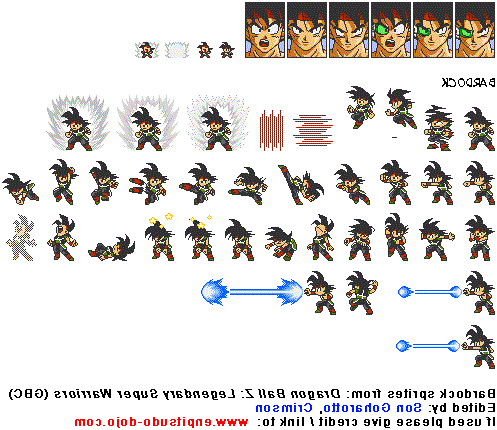 BARDOCK
Bardock sprites from: Dragon Ball Z: Legendary Super Warriors (GBC)
Edited by: Son Goharotto, Crimson
If used please give credit / link to: www.enpitsudo-dojo.com